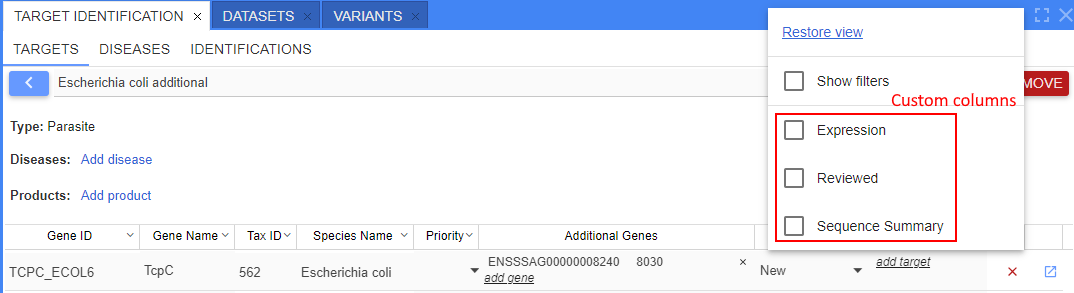 TARGET IDENTIFICATION × DATASETS × VARIANTS ×
TARGETS DISEASES IDENTIFICATIONS
Restore view
Escherichia coli additional
MOVE
Show filters
Custom columns
Type: Parasite
Expression
Diseases: Add disease
Reviewed
Products: Add product
Sequence Summary
Gene ID Gene Name Tax ID Species Name Priority Additional Genes
TCPC_ECOL6 TcpC 562 Escherichia coli ENSSSAG00000008240 8030 × New add target
add gene